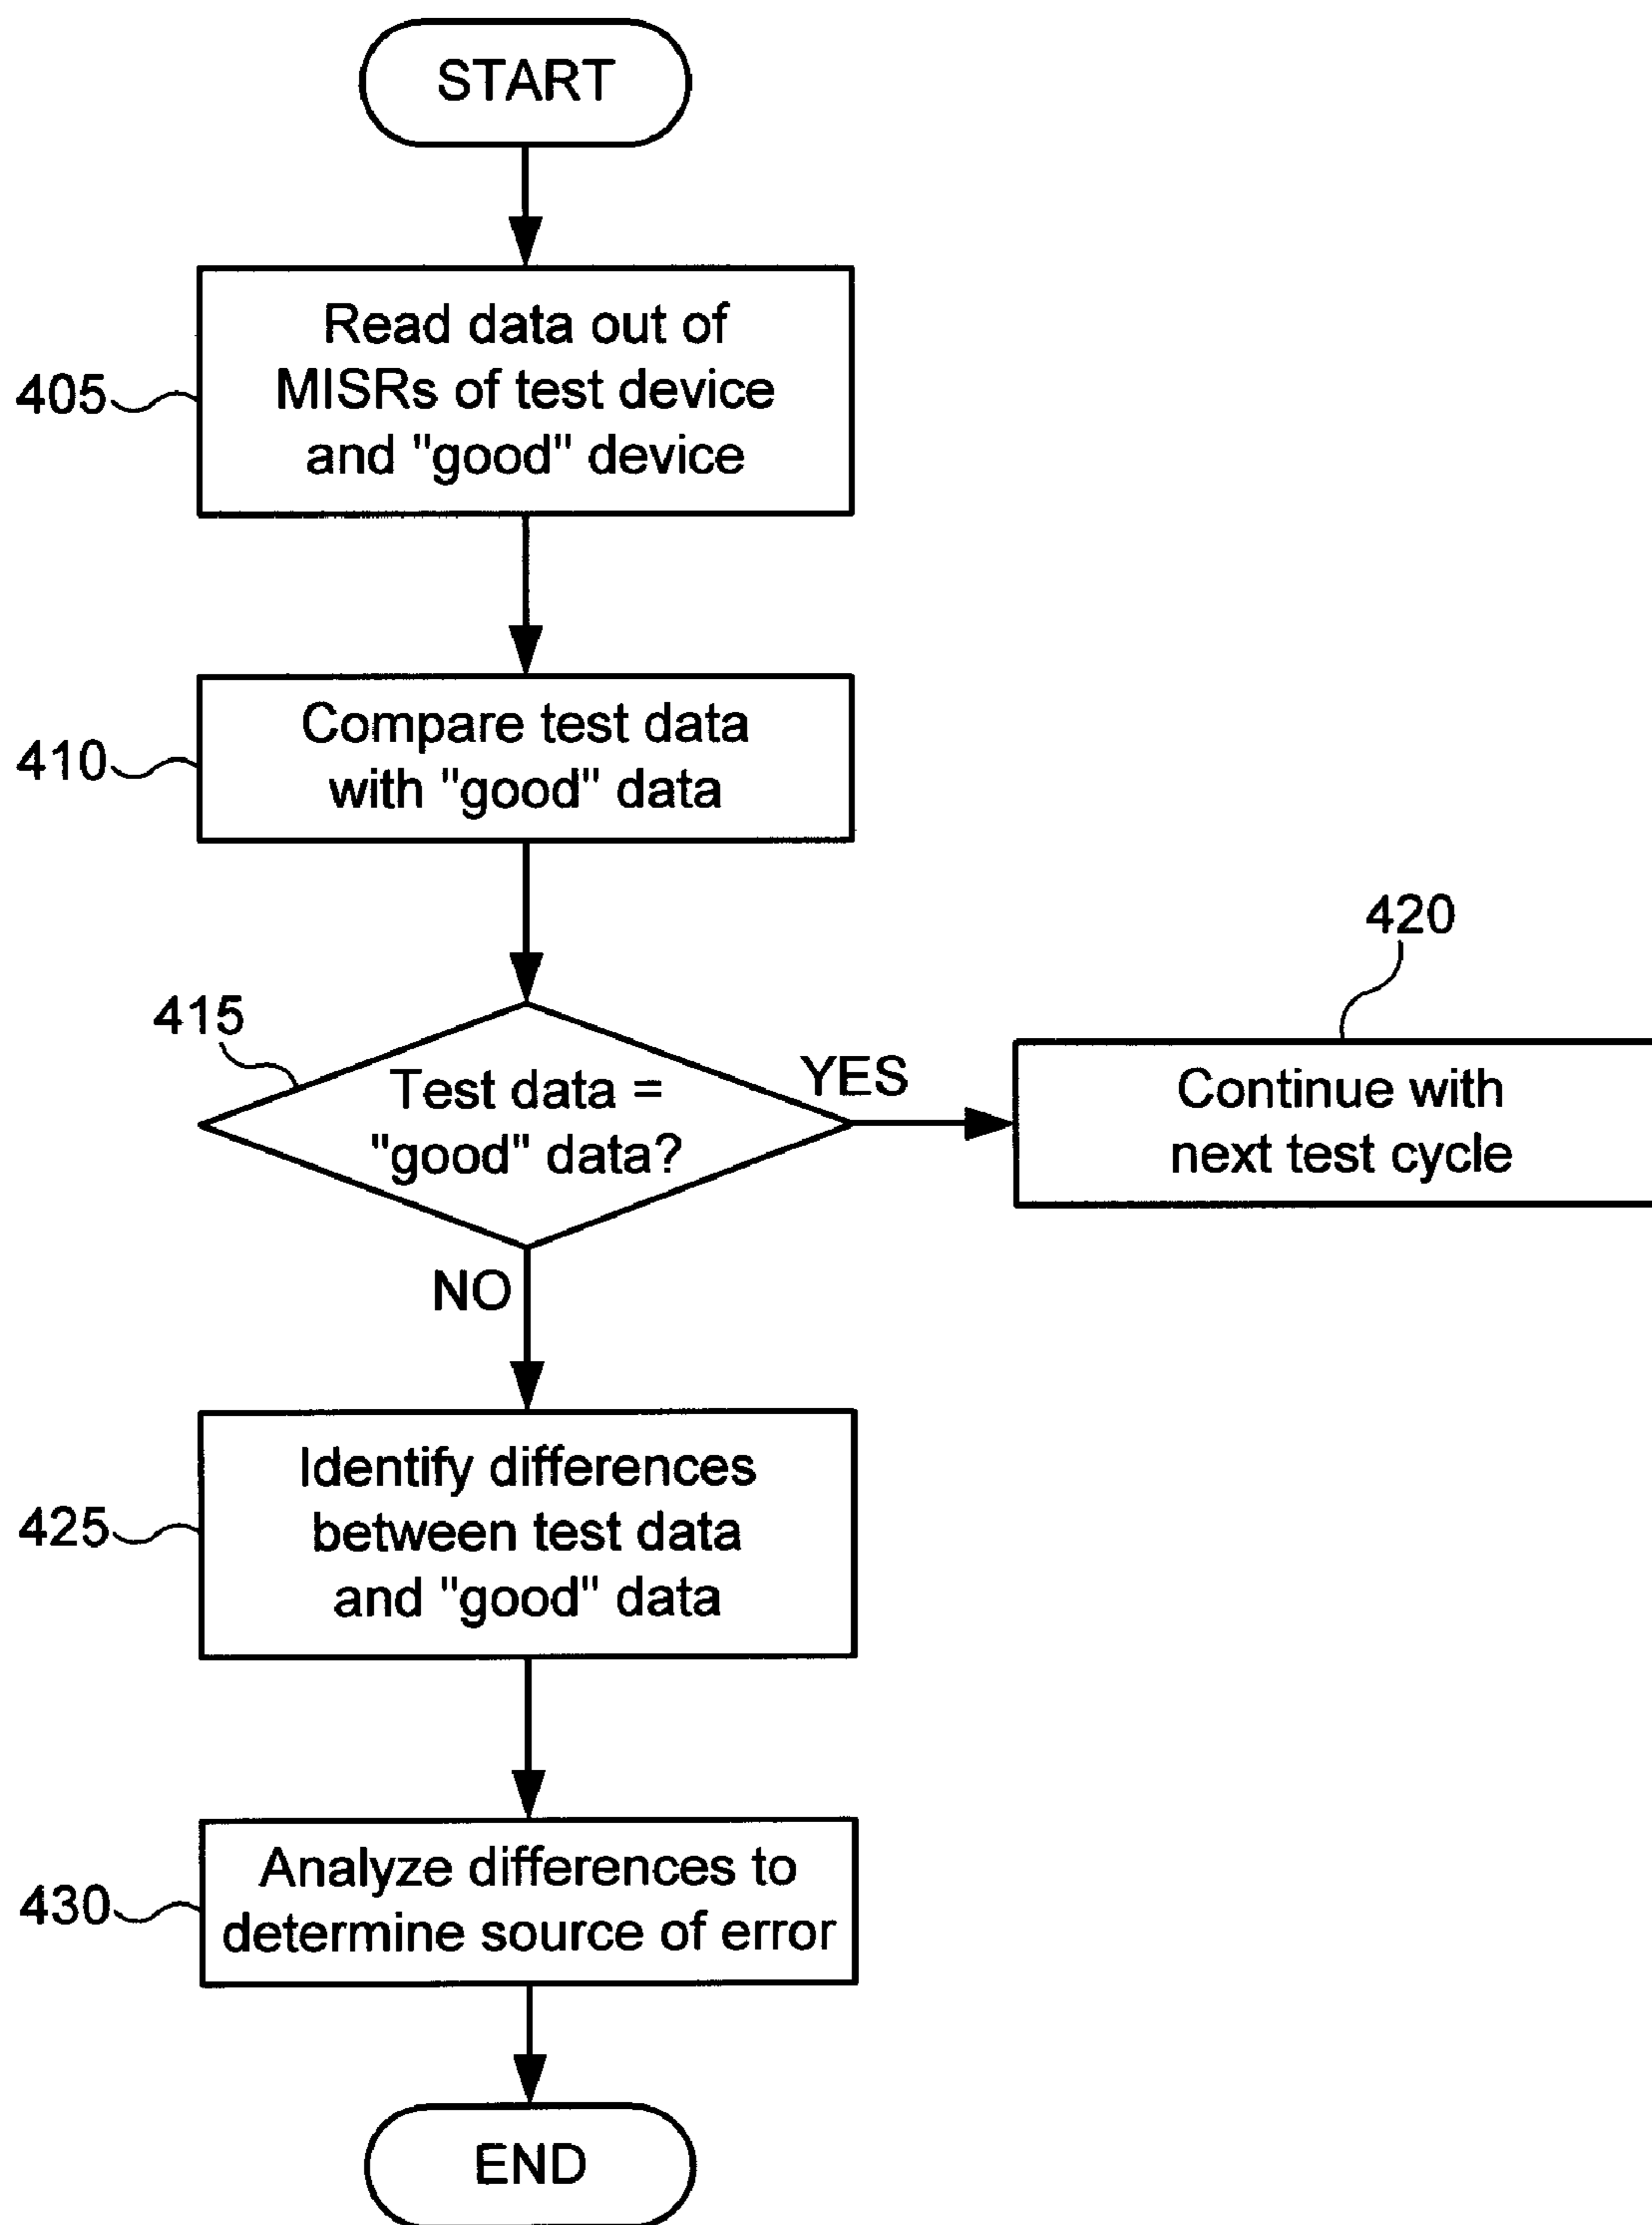 START
405
Read data out of
MISRs of test device
and "good" device
410
Compare test data
with "good" data
415
Test data =
"good" data?
YES
420
Continue with
next test cycle
NO
425
Identify differences
between test data
and "good" data
430
Analyze differences to
determine source of error
END